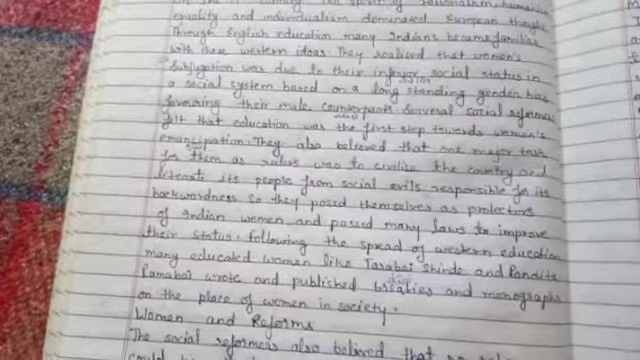 the spirit of rationalism, humanism
equality and individualism dominated European thought
Through English education many Indians became familiar
with these western ideas. They realised that women's
Subjugation was due to their inferior social status in
a social system based on a long standing gender bias
favouring their male counterparts. Several social reformers
felt that education was the first step towards women's
emancipation. They also believed that one major task
for them as rulers was to civilise the country and
liberate its people from social evils responsible for its
backwardness. So they posed themselves as protectors
of Indian women and passed many laws to improve
their status. Following the spread of western education
many educated women like Tarabai Shinde and Pandita
Ramabai wrote and published and monographs
on the place of women in society.
Women and Reforms
The social reformers also believed that
could